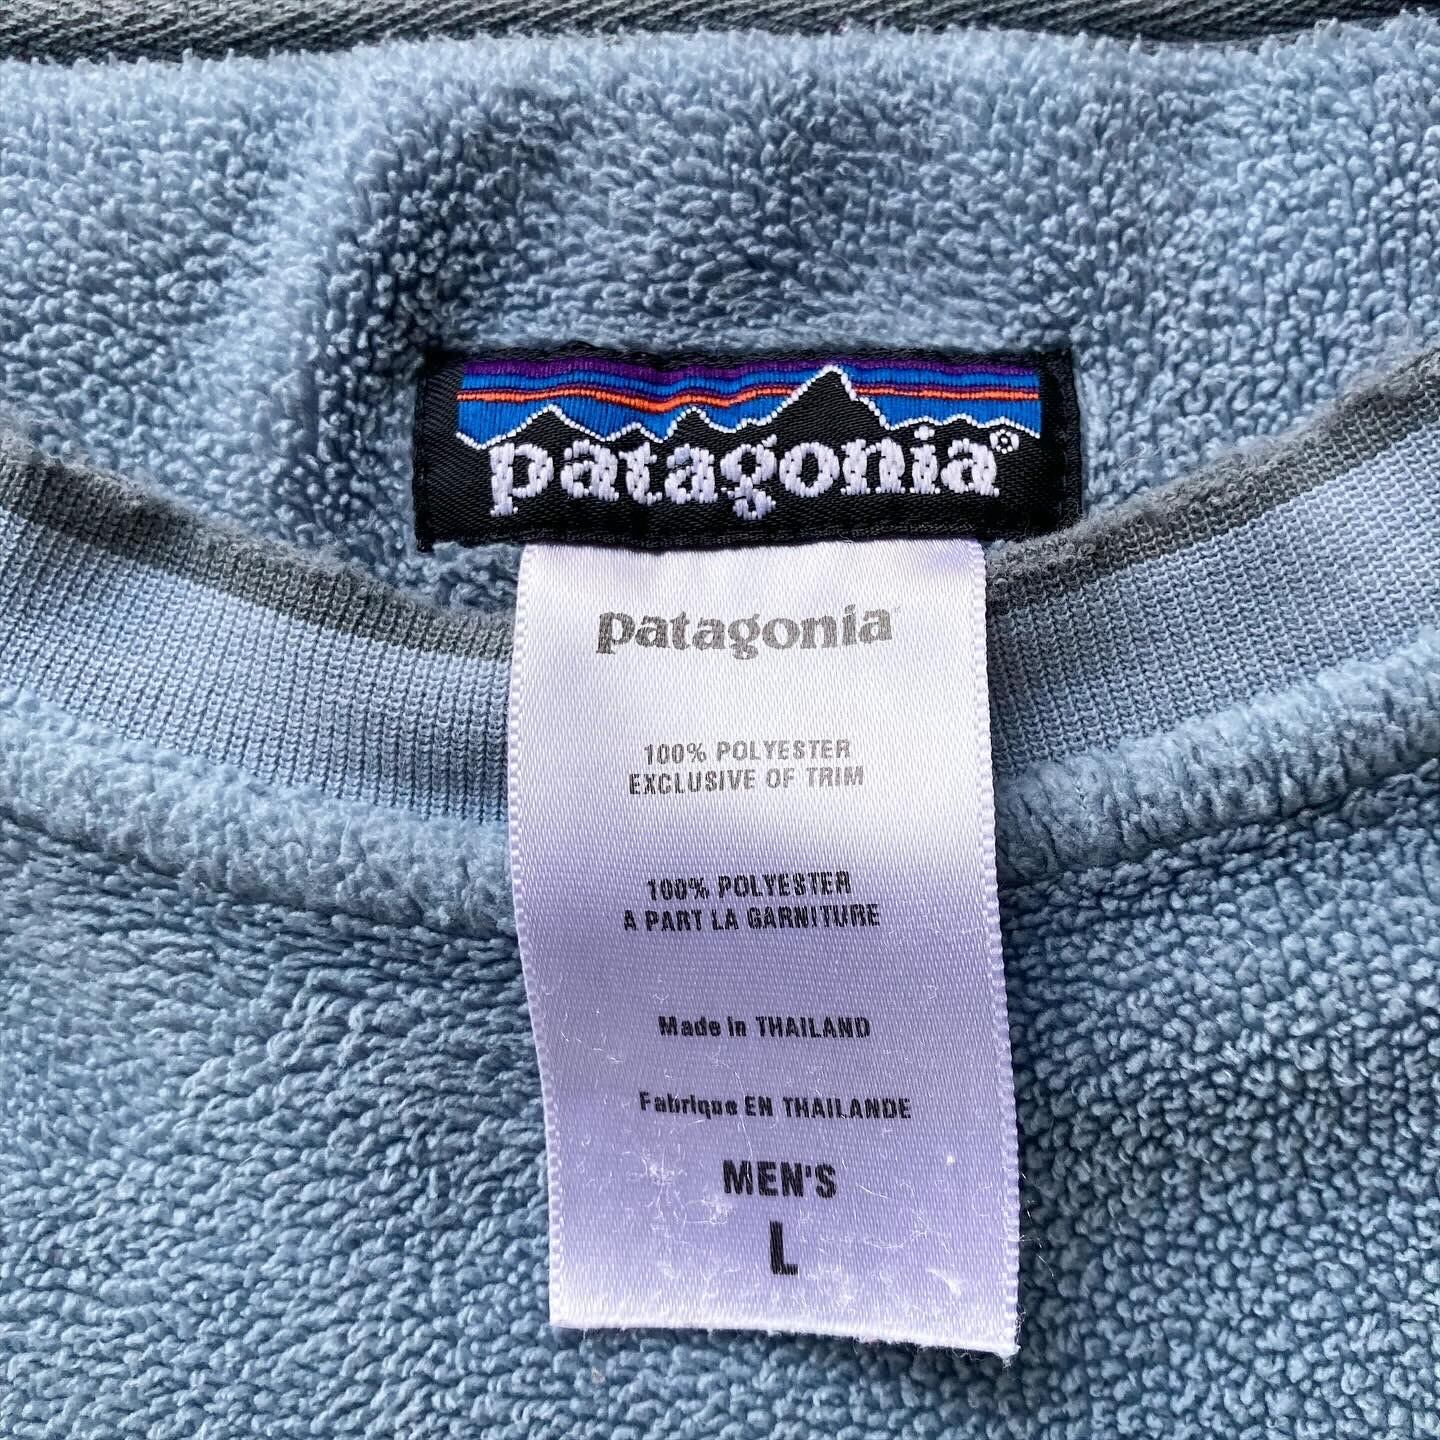 patagonia®
patagonia
100% POLYESTER
EXCLUSIVE OF TRIM
100% POLYESTER
A PART LA GARNITURE
Made in THAILAND
Fabrique EN THAILANDE
MEN'S
L